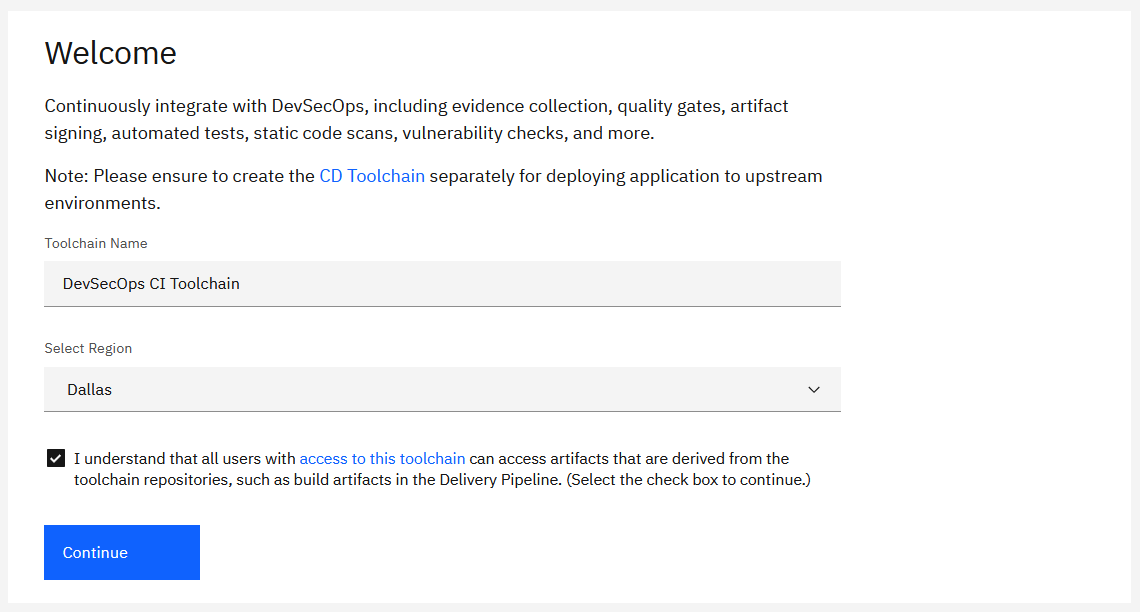 Welcome
Continuously integrate with DevSecOps, including evidence collection, quality gates, artifact
signing, automated tests, static code scans, vulnerability checks, and more.
Note: Please ensure to create the CD Toolchain separately for deploying application to upstream
environments.
Toolchain Name
DevSecOps CI Toolchain
Select Region
Dallas
I understand that all users with access to this toolchain can access artifacts that are derived from the
toolchain repositories, such as build artifacts in the Delivery Pipeline. (Select the check box to continue.)
Continue